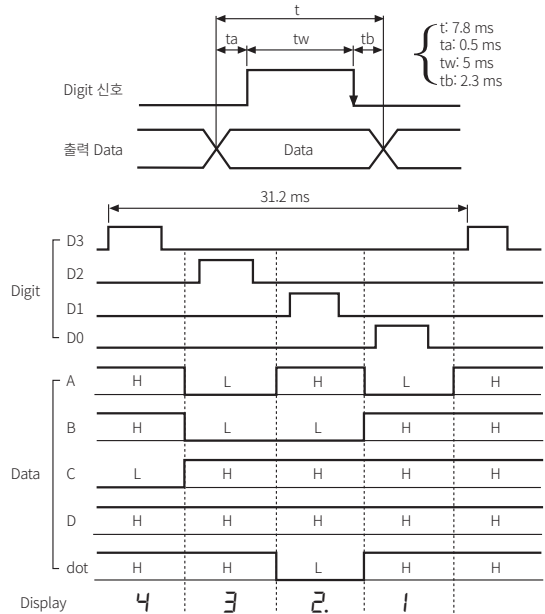 t
ta tw tb
t: 7.8 ms
ta: 0.5 ms
tw: 5 ms
tb: 2.3 ms
Digit 신호
출력 Data Data
31.2 ms
Digit
D3
D2
D1
D0
Data
A H L H L H
B H L L H H
C L H H H H
D H H H H H
dot H H L H H
Display 4 3 2. 1